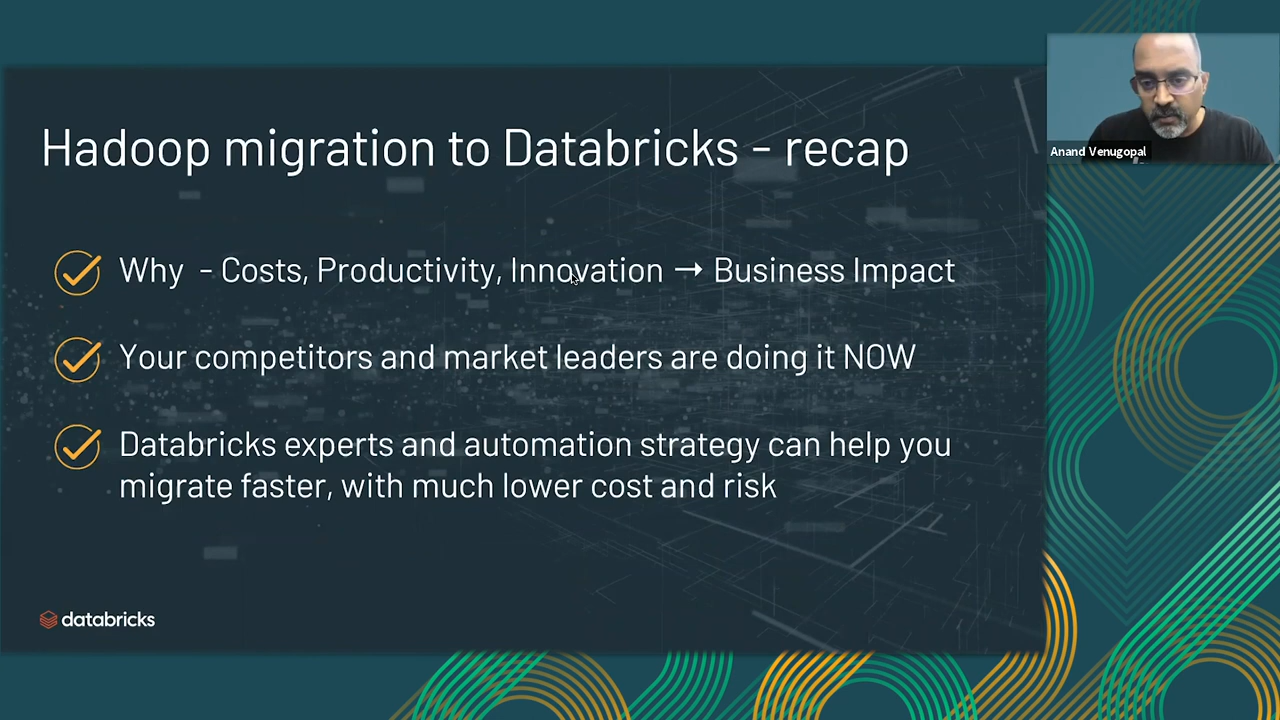 Hadoop migration to Databricks - recap
Why - Costs, Productivity, Innovation → Business Impact
Your competitors and market leaders are doing it NOW
Databricks experts and automation strategy can help you
migrate faster, with much lower cost and risk
databricks
Anand Venugopal